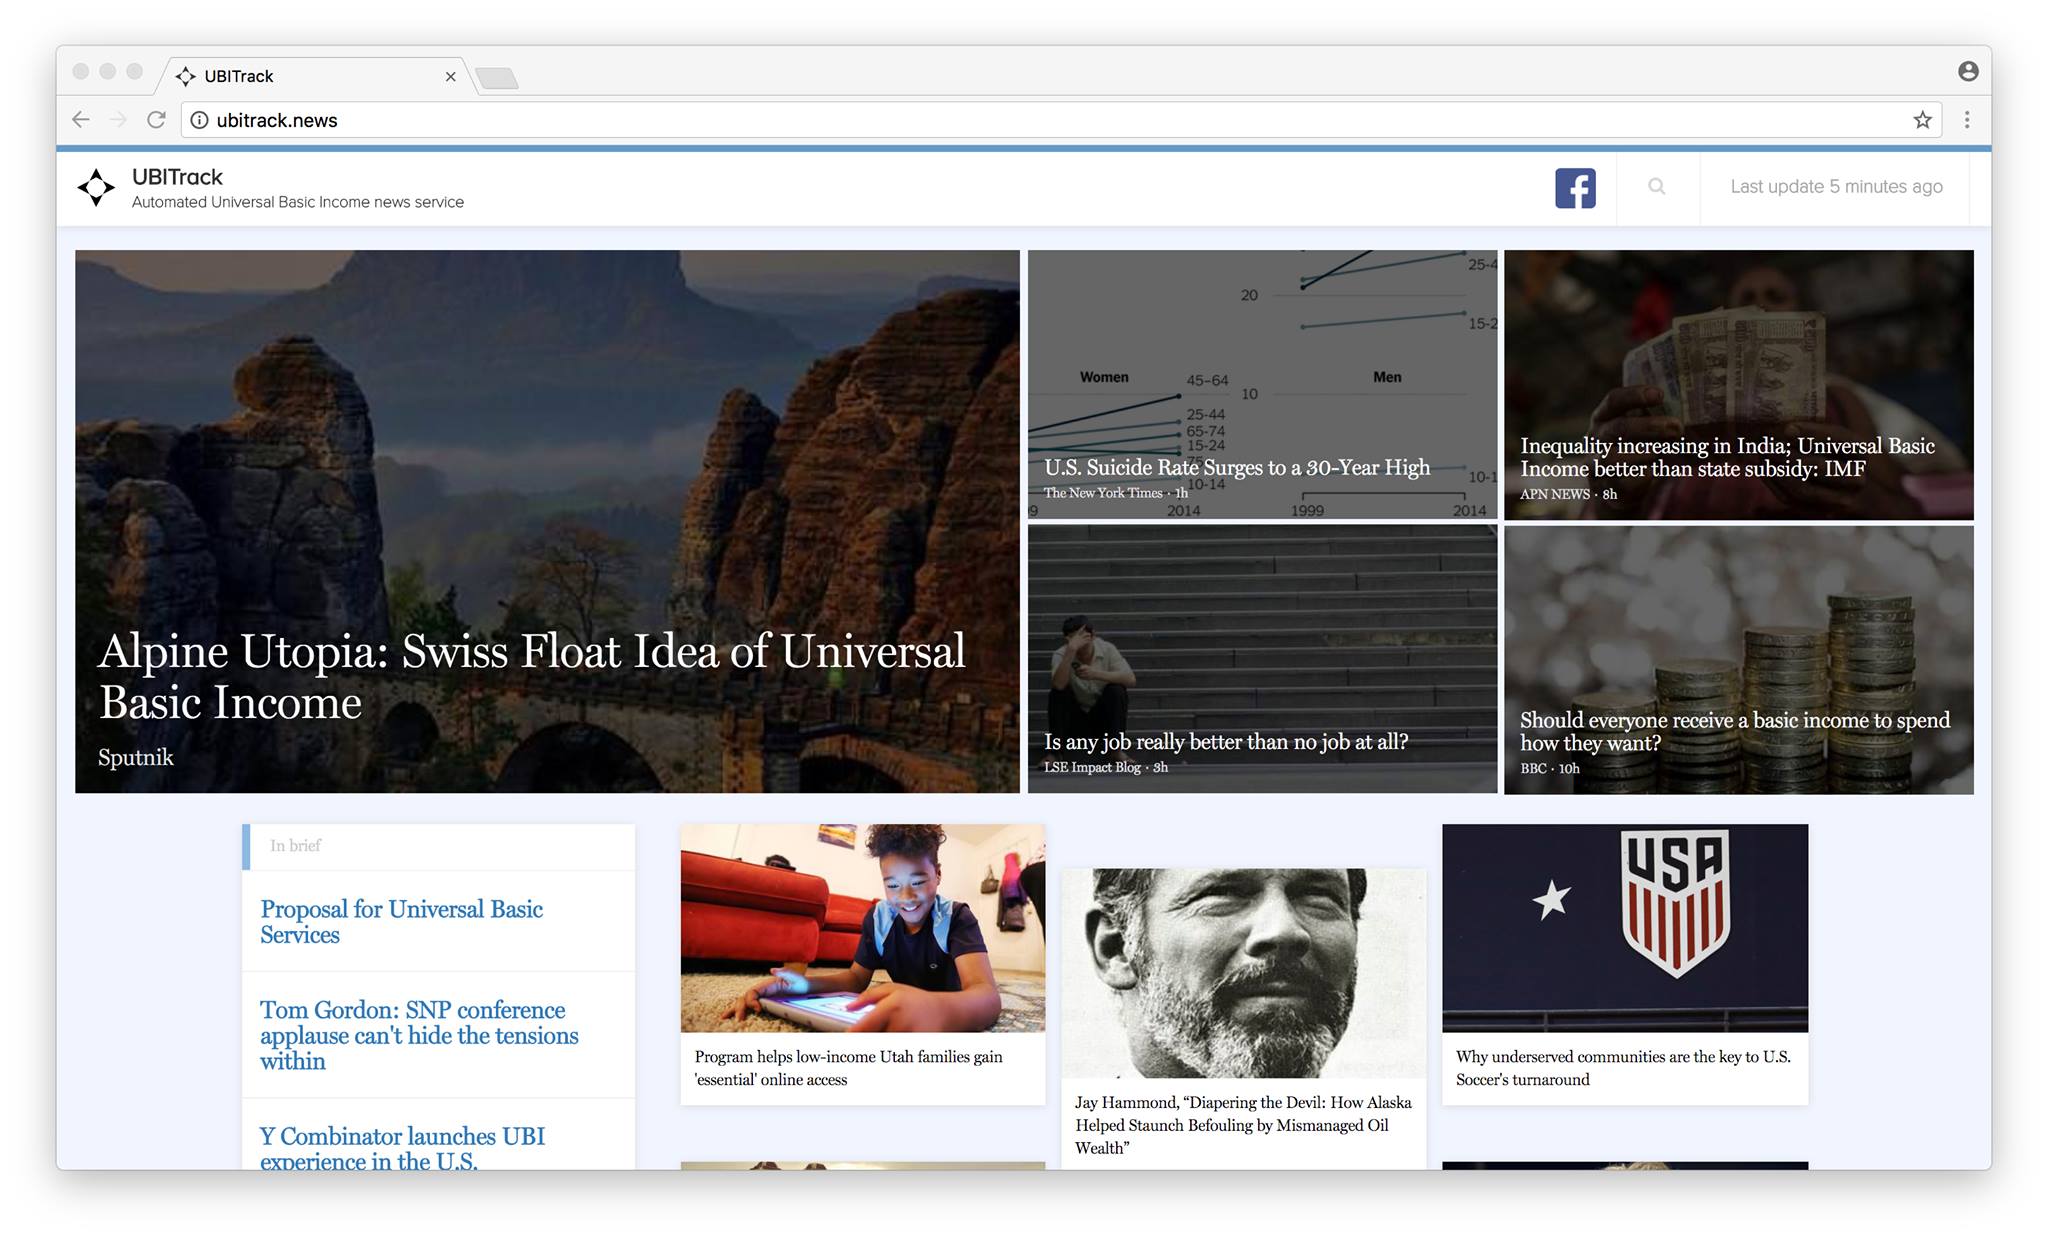 UBITrack
ubitrack.news
UBITrack
Automated Universal Basic Income news service
Last update 5 minutes ago
Alpine Utopia: Swiss Float Idea of Universal
Basic Income
Sputnik
25-4
20
15-2
Women
Men
45–64
10
25-44
65-74
15-24
75
10-14
10-1
9
2014
1999
2014
U.S. Suicide Rate Surges to a 30-Year High
The New York Times · 1h
Inequality increasing in India; Universal Basic
Income better than state subsidy: IMF
APN NEWS · 8h
Is any job really better than no job at all?
LSE Impact Blog · 3h
Should everyone receive a basic income to spend
how they want?
BBC · 10h
In brief
Proposal for Universal Basic
Services
Tom Gordon: SNP conference
applause can't hide the tensions
within
Y Combinator launches UBI
experience in the U.S.
Program helps low-income Utah families gain
'essential' online access
Jay Hammond, “Diapering the Devil: How Alaska
Helped Staunch Befouling by Mismanaged Oil
Wealth”
USA
Why underserved communities are the key to U.S.
Soccer's turnaround